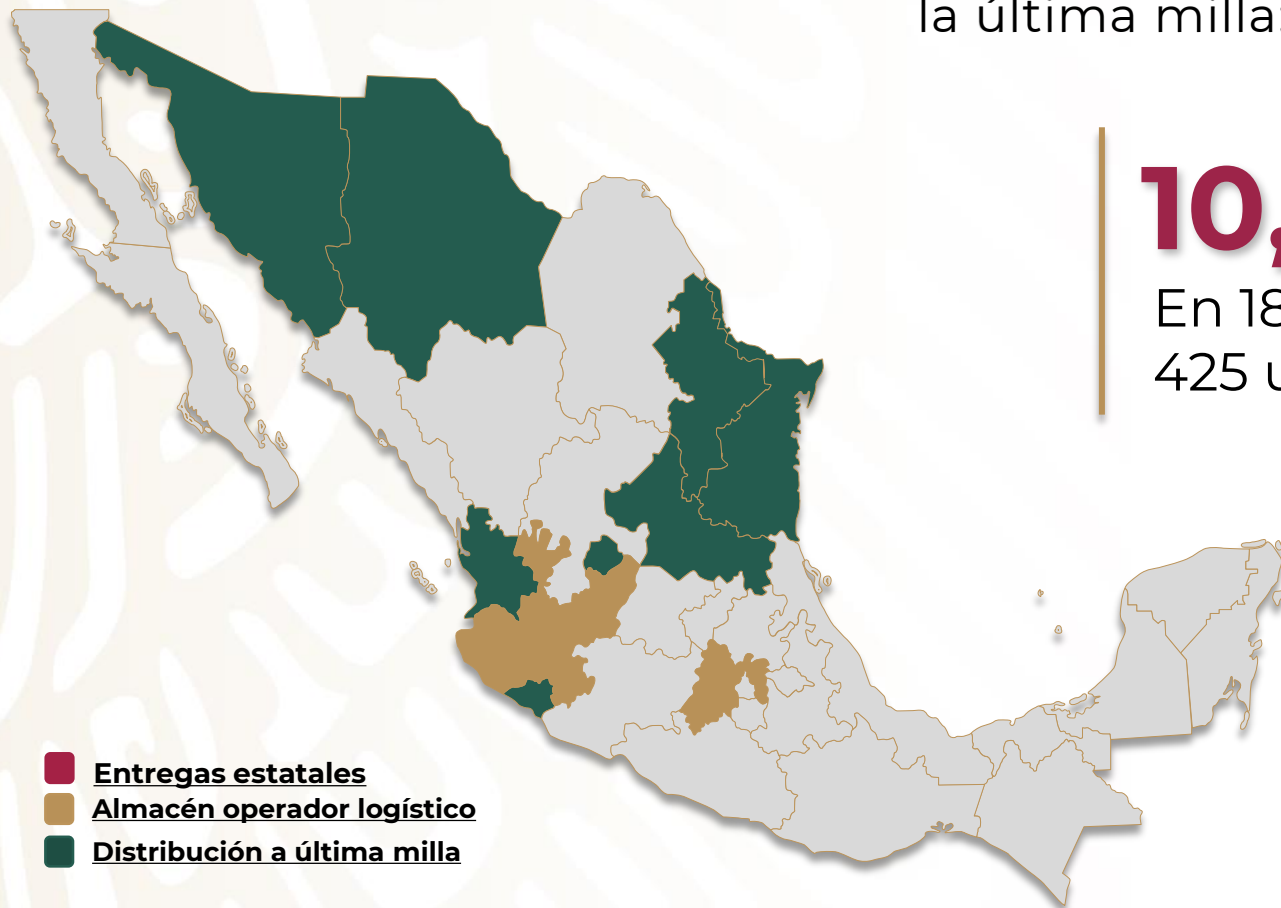 la última milla:
10,
En 18
425 u
Entregas estatales
Almacén operador logístico
Distribución a última milla